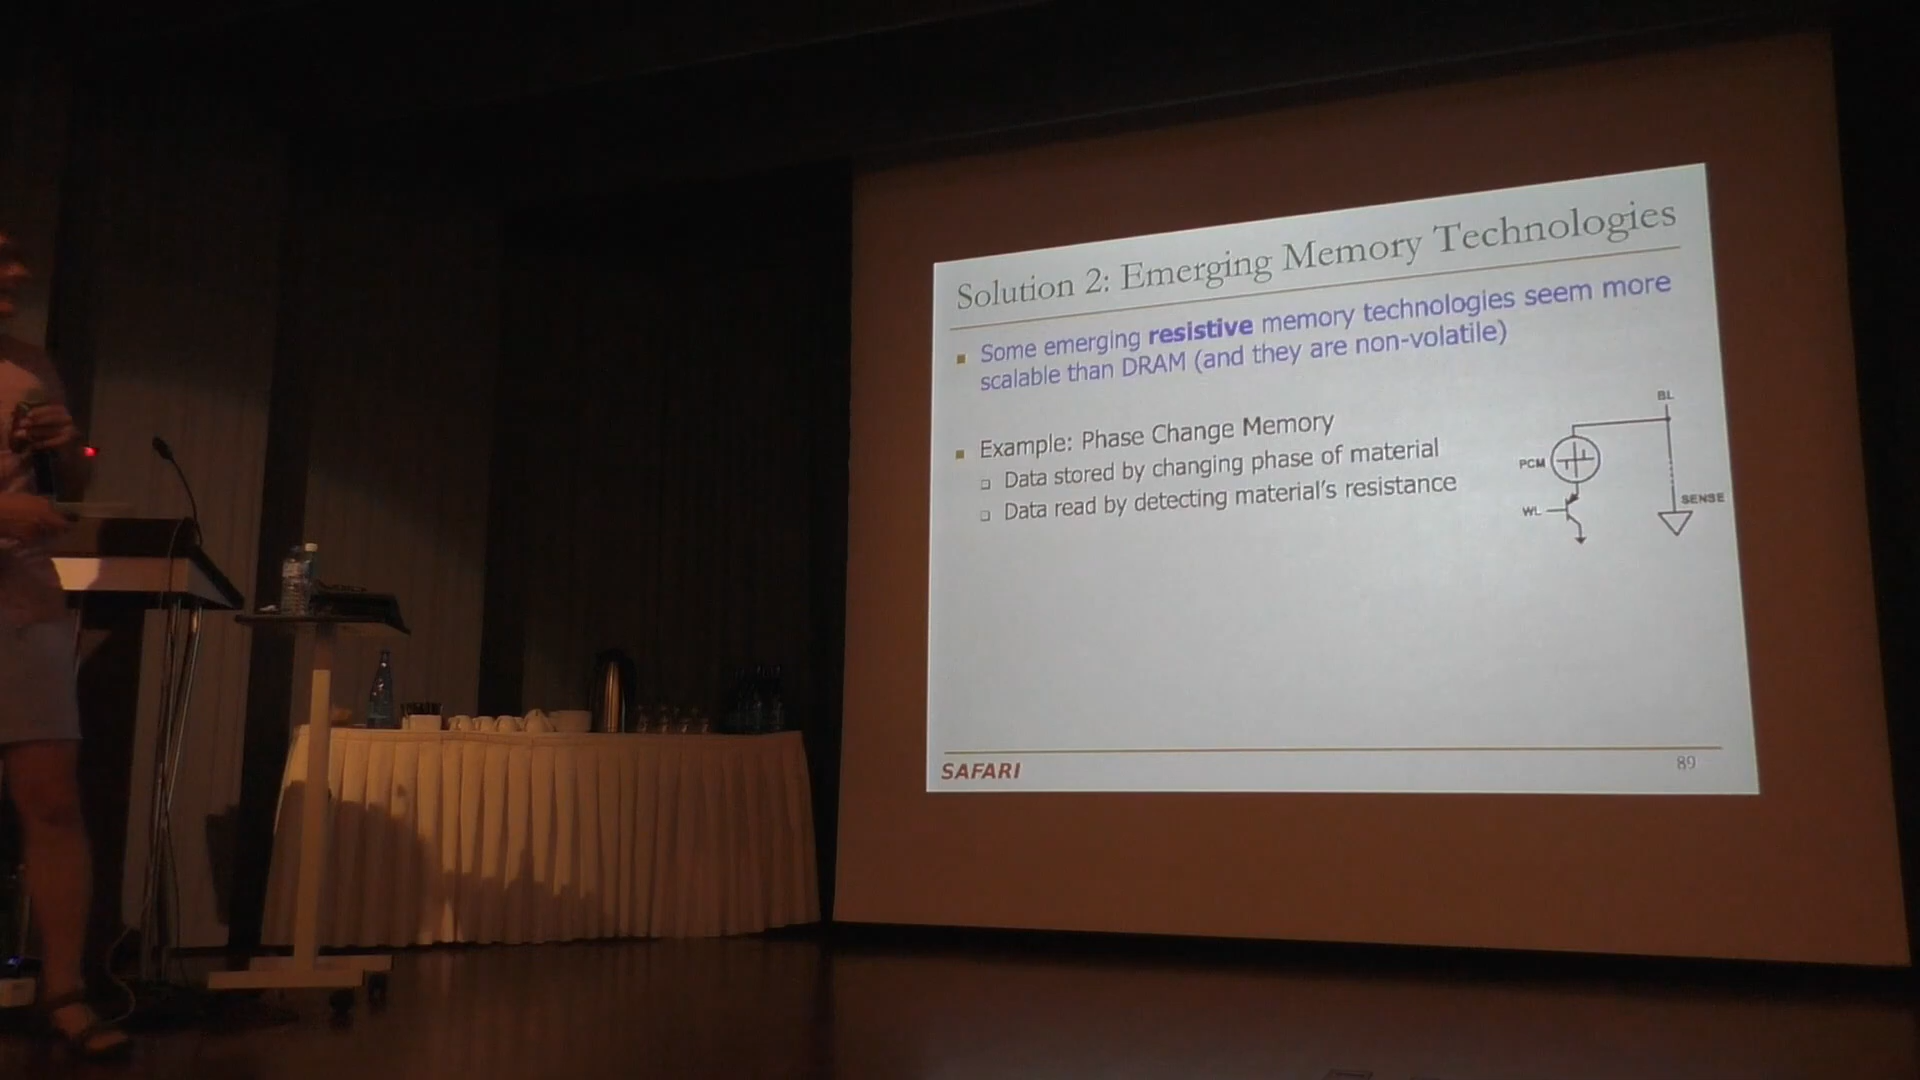 Solution 2: Emerging Memory Technologies
Some emerging resistive memory technologies seem more
scalable than DRAM (and they are non-volatile)
Example: Phase Change Memory
Data stored by changing phase of material
Data read by detecting material's resistance
BL
PCM
WL
SENSE
SAFARI
89